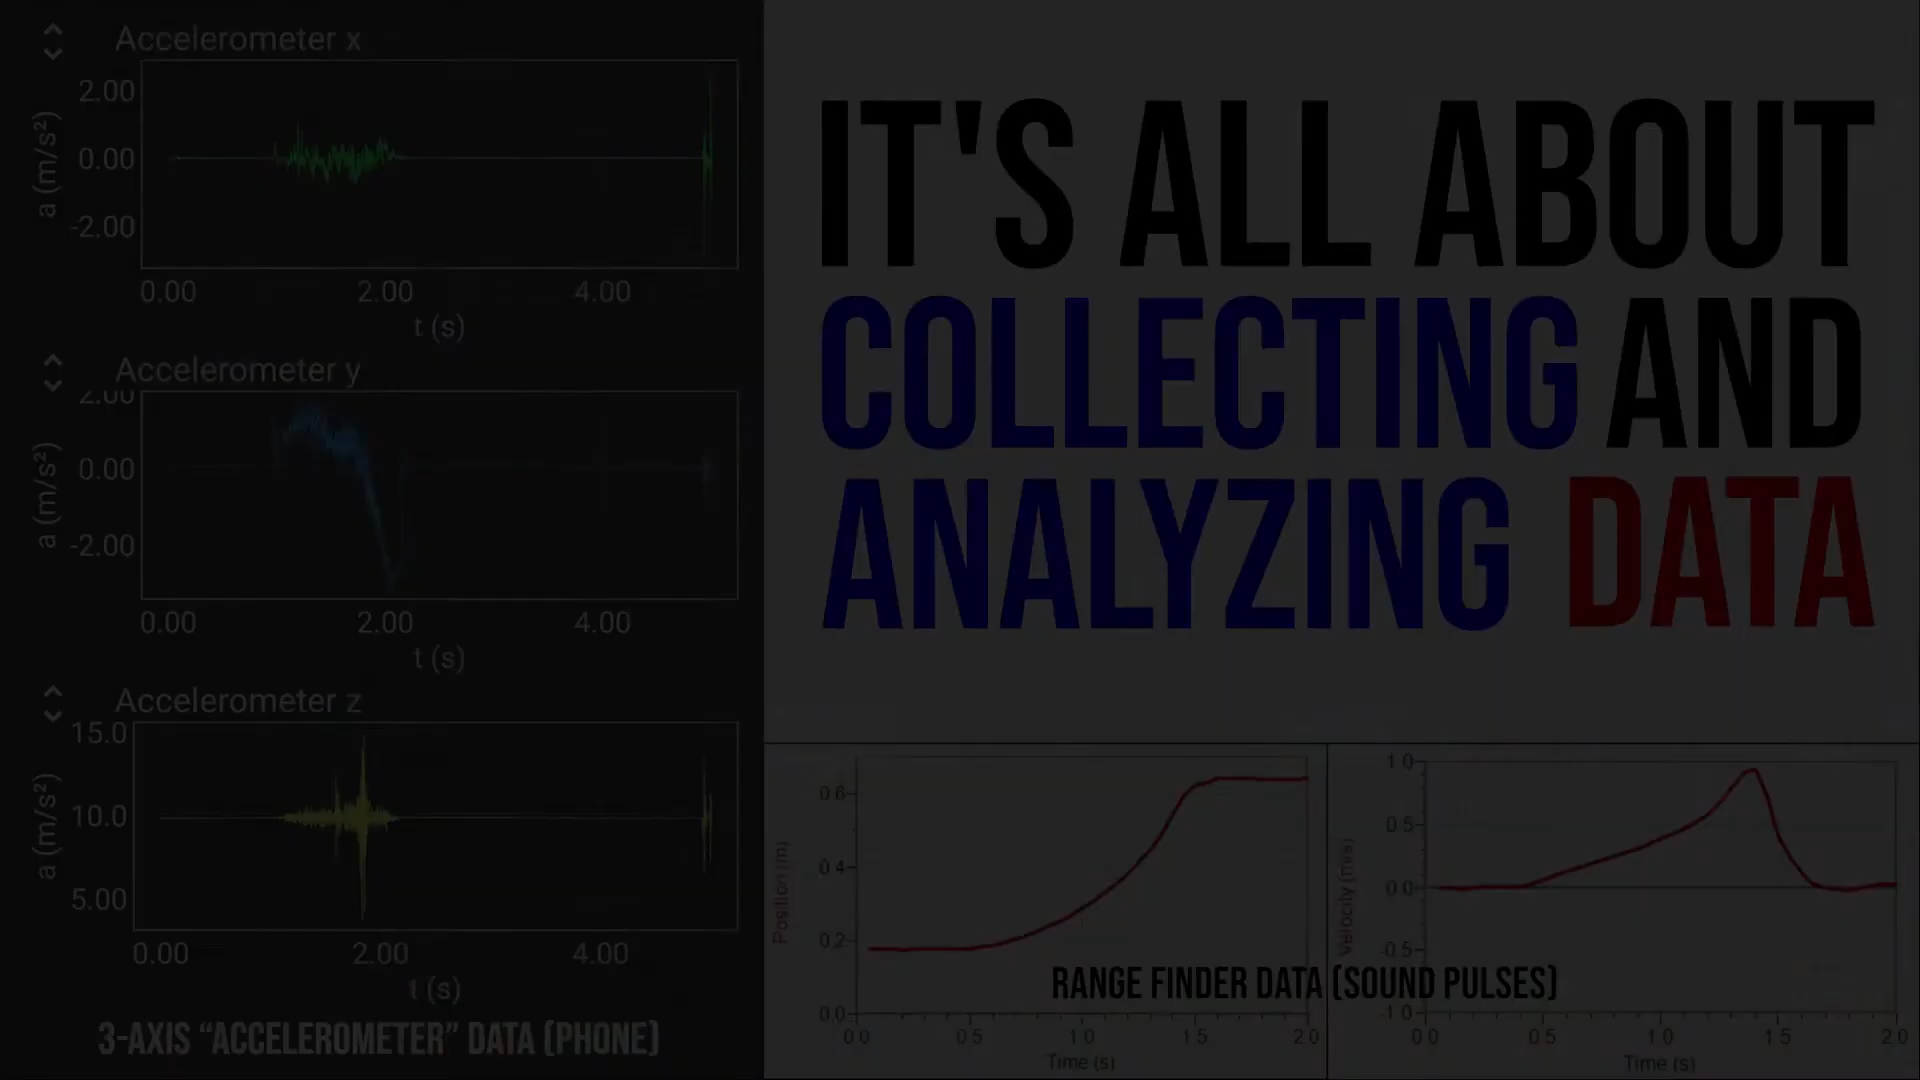 Accelerometer x
2.00
0.00
-2.00
a (m/s²)
0.00 2.00 4.00
t (s)
Accelerometer y
2.00
0.00
-2.00
a (m/s²)
0.00 2.00 4.00
t (s)
Accelerometer z
15.0
10.0
5.00
a (m/s²)
0.00 2.00 4.00
t (s)
3-AXIS “ACCELEROMETER” DATA (PHONE)
IT'S ALL ABOUT
COLLECTING AND
ANALYZING DATA
0.6
0.4
0.2
0.0
Position (m)
0.0 0.5 1.0 1.5 2.0
Time (s)
1.0
0.5
0.0
-0.5
-1.0
Velocity (m/s)
0.0 0.5 1.0 1.5 2.0
Time (s)
RANGE FINDER DATA (SOUND PULSES)